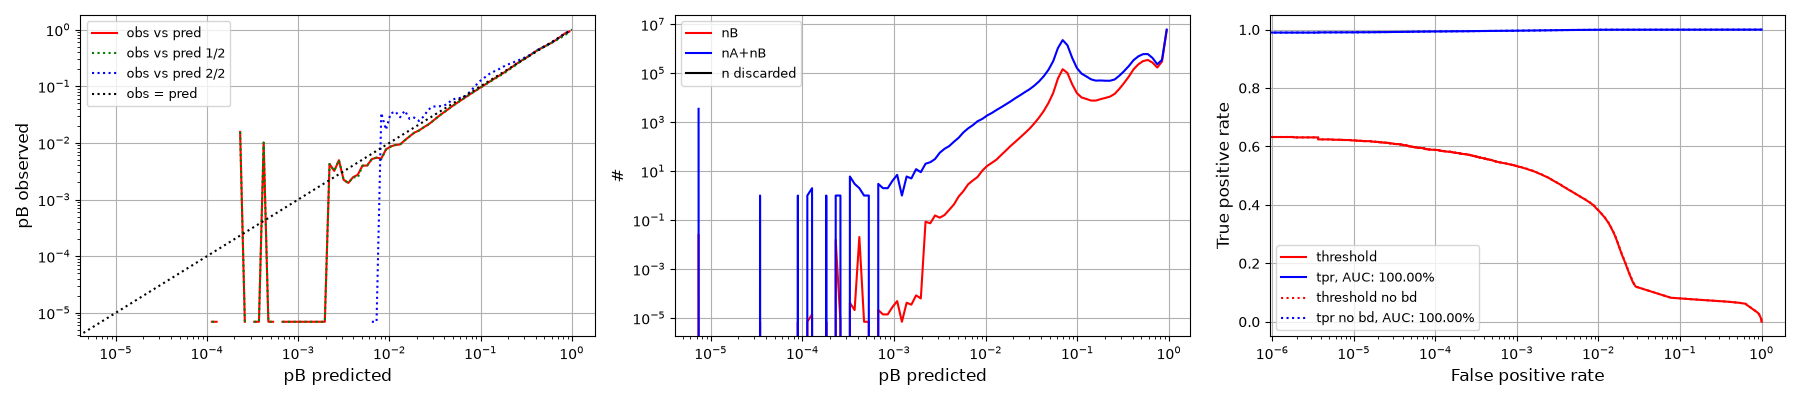 pB observed
10⁰
10⁻¹
10⁻²
10⁻³
10⁻⁴
10⁻⁵
obs vs pred
obs vs pred 1/2
obs vs pred 2/2
obs = pred
10⁻⁵ 10⁻⁴ 10⁻³ 10⁻² 10⁻¹ 10⁰
pB predicted
#
10⁷
10⁵
10³
10¹
10⁻¹
10⁻³
10⁻⁵
nB
nA+nB
n discarded
10⁻⁵ 10⁻⁴ 10⁻³ 10⁻² 10⁻¹ 10⁰
pB predicted
True positive rate
1.0
0.8
0.6
0.4
0.2
0.0
threshold
tpr, AUC: 100.00%
threshold no bd
tpr no bd, AUC: 100.00%
10⁻⁶ 10⁻⁵ 10⁻⁴ 10⁻³ 10⁻² 10⁻¹ 10⁰
False positive rate